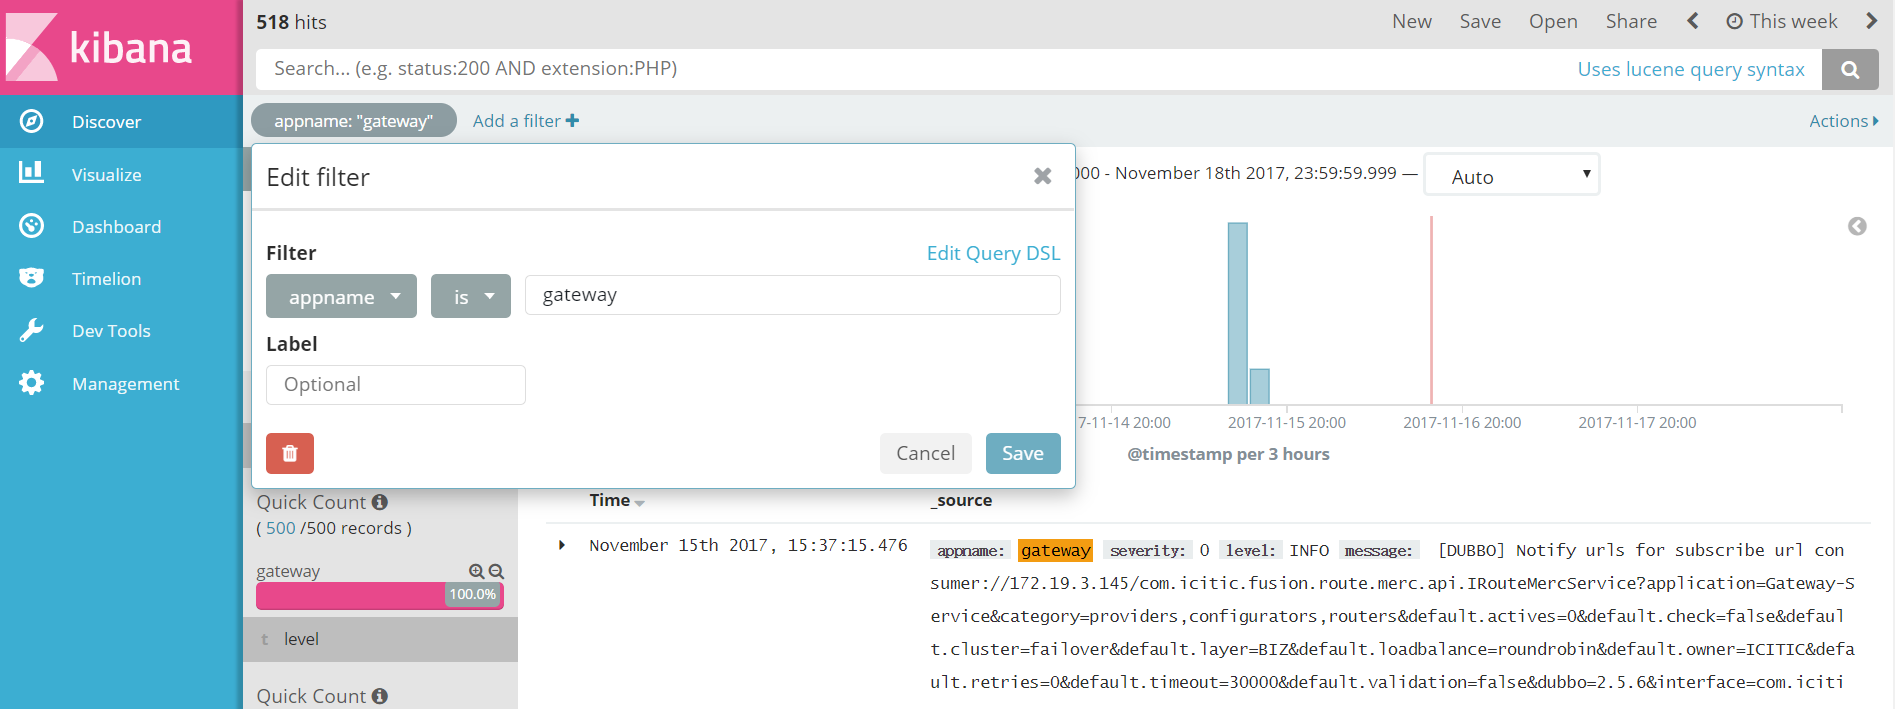 kibana
Discover
Visualize
Dashboard
Timelion
Dev Tools
Management
518 hits
New Save Open Share This week
Search... (e.g. status:200 AND extension:PHP)
Uses lucene query syntax
appname: "gateway" Add a filter
Actions
000 - November 18th 2017, 23:59:59.999 —
Auto
Edit filter
Filter
Edit Query DSL
appname is gateway
Label
Optional
Cancel Save
7-11-14 20:00 2017-11-15 20:00 2017-11-16 20:00 2017-11-17 20:00
@timestamp per 3 hours
Quick Count
( 500 /500 records )
gateway
100.0%
t level
Quick Count
Time _source
November 15th 2017, 15:37:15.476 appname: gateway severity: 0 level: INFO message: [DUBBO] Notify urls for subscribe url con
sumer://172.19.3.145/com.icitic.fusion.route.merc.api.IRouteMercService?application=Gateway-S
ervice&category=providers,configurators,routers&default.actives=0&default.check=false&defaul
t.cluster=failover&default.layer=BIZ&default.loadbalance=roundrobin&default.owner=ICITIC&defa
ult.retries=0&default.timeout=30000&default.validation=false&dubbo=2.5.6&interface=com.iciti